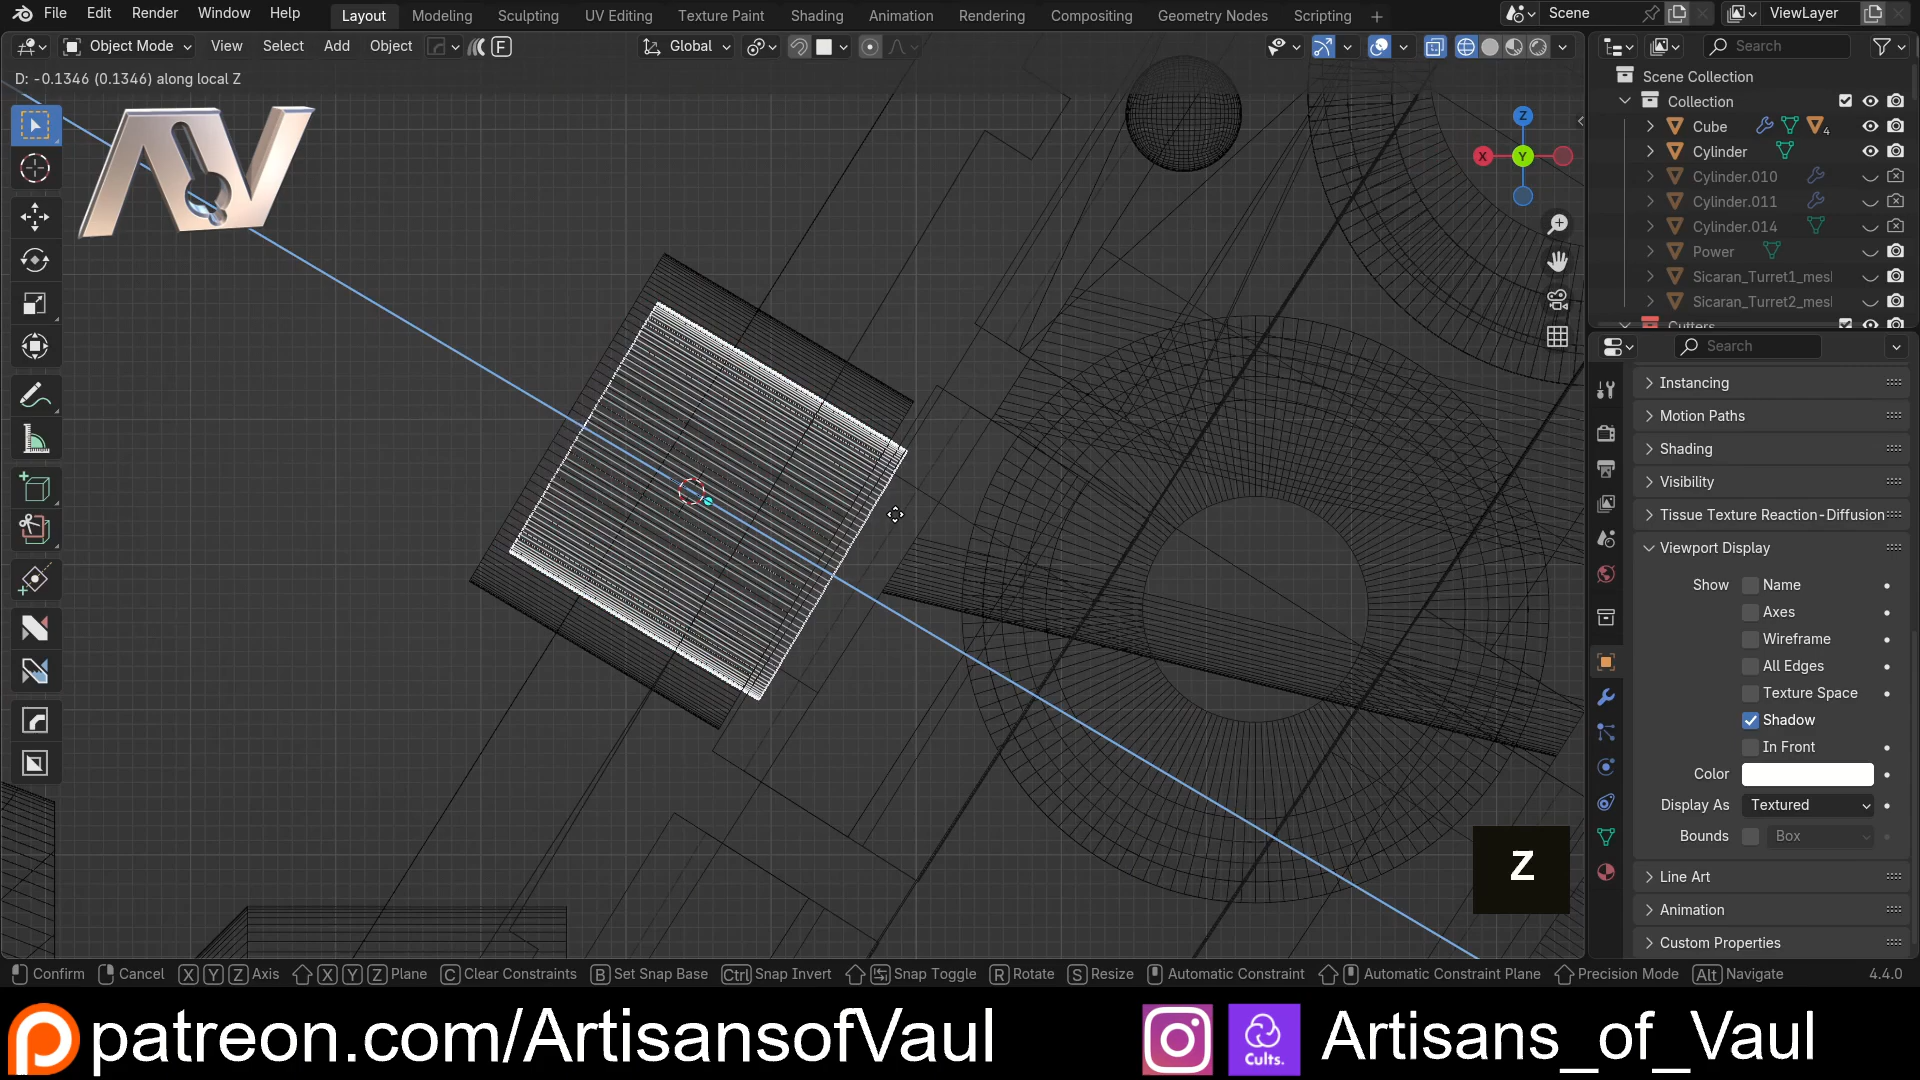 File Edit Render Window Help Layout Modeling Sculpting UV Editing Texture Paint Shading Animation Rendering Compositing Geometry Nodes Scripting + Scene ViewLayer
Object Mode View Select Add Object F Global Search
D: -0.1346 (0.1346) along local Z
Scene Collection
Collection
Cube 4
Cylinder
Cylinder.010
Cylinder.011
Cylinder.014
Power
Sicaran_Turret1_mesl
Sicaran_Turret2_mesl
Cutters
Z
X Y
AV
Search
Instancing
Motion Paths
Shading
Visibility
Tissue Texture Reaction-Diffusion
Viewport Display
Show Name
Axes
Wireframe
All Edges
Texture Space
Shadow
In Front
Color
Display As Textured
Bounds Box
Z
Line Art
Animation
Custom Properties
Confirm Cancel X Y Z Axis X Y Z Plane C Clear Constraints B Set Snap Base Ctrl Snap Invert Snap Toggle R Rotate S Resize Automatic Constraint Automatic Constraint Plane Precision Mode Alt Navigate 4.4.0
patreon.com/ArtisansofVaul Cults. Artisans_of_Vaul